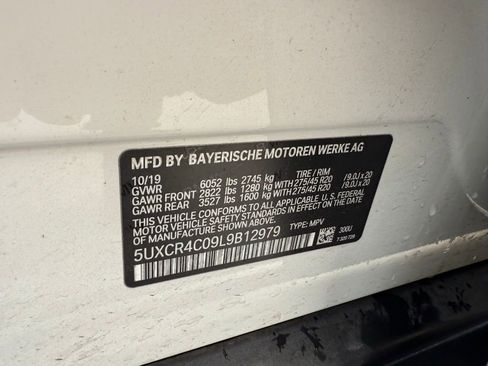 MFD BY BAYERISCHE MOTOREN WERKE AG
10/19 TIRE / RIM
GVWR 6052 lbs 2745 kg
GAWR FRONT 2822 lbs 1280 kg WITH 275/45 R20 / 9.0J x 20
GAWR REAR 3527 lbs 1600 kg WITH 275/45 R20 / 9.0J x 20
THIS VEHICLE CONFORMS TO ALL APPLICABLE U.S. FEDERAL
MOTOR VEHICLE SAFETY STANDARDS IN EFFECT ON THE
DATE OF MANUFACTURE SHOWN ABOVE.
5UXCR4C09L9B12979 TYPE: MPV
300U